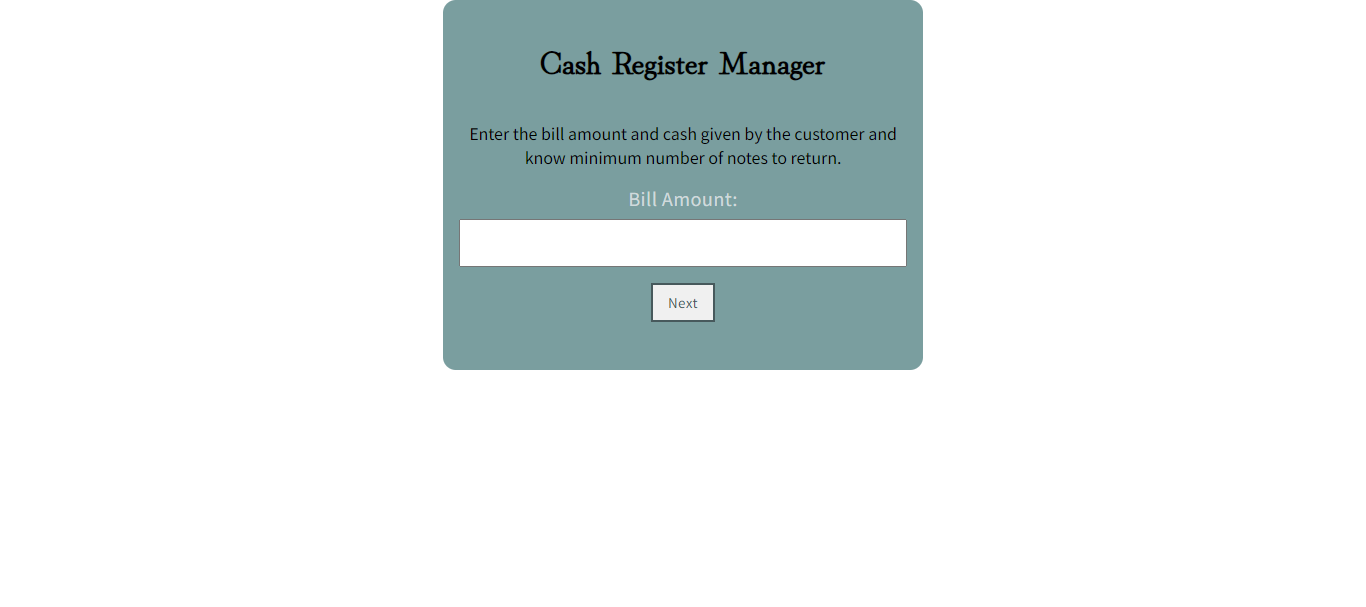 Cash Register Manager
Enter the bill amount and cash given by the customer and
know minimum number of notes to return.
Bill Amount:
Next